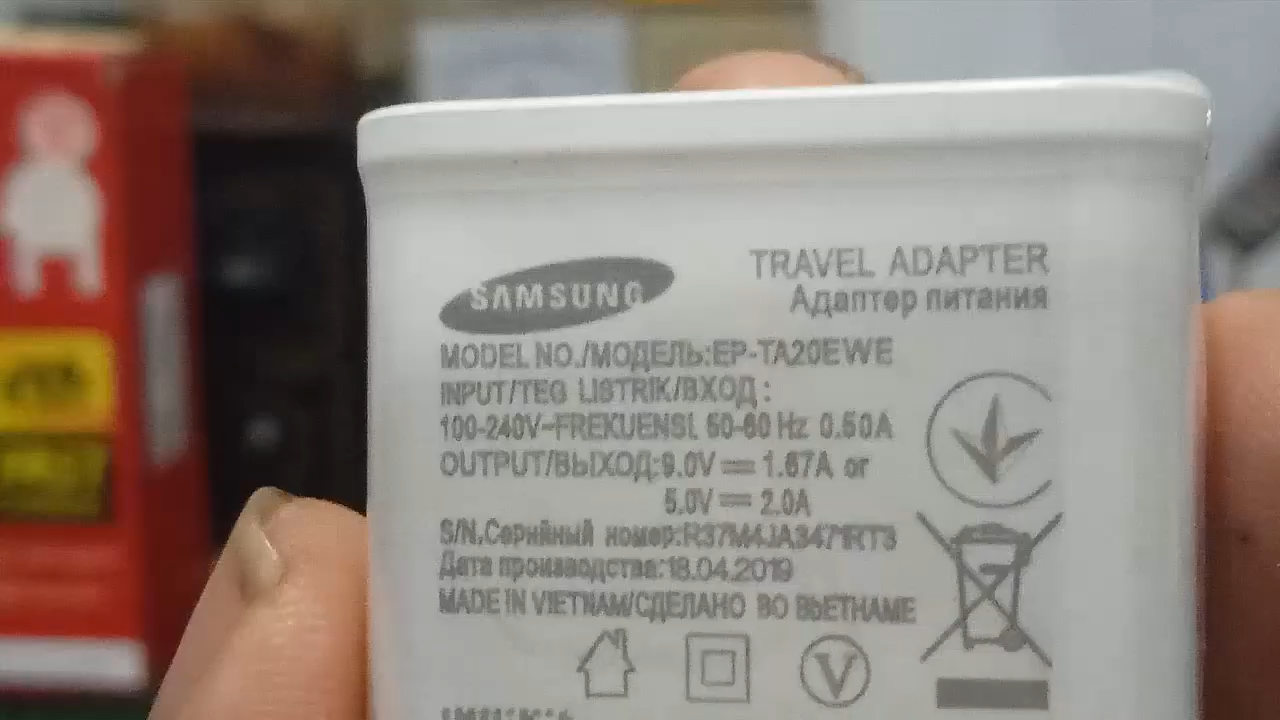 SAMSUNG
TRAVEL ADAPTER
Адаптер питания
MODEL NO./МОДЕЛЬ:EP-TA20EWE
INPUT/TEG LISTRIK/ВХОД:
100-240V~FREKUENSI. 50-60 Hz 0.50A
OUTPUT/ВЫХОД:9.0V ⎓ 1.67A or
5.0V ⎓ 2.0A
S/N,Серийный номер:R37M4JA3471RT3
Дата производства:18.04.2019
MADE IN VIETNAM/СДЕЛАНО ВО ВЬЕТНАМЕ
V